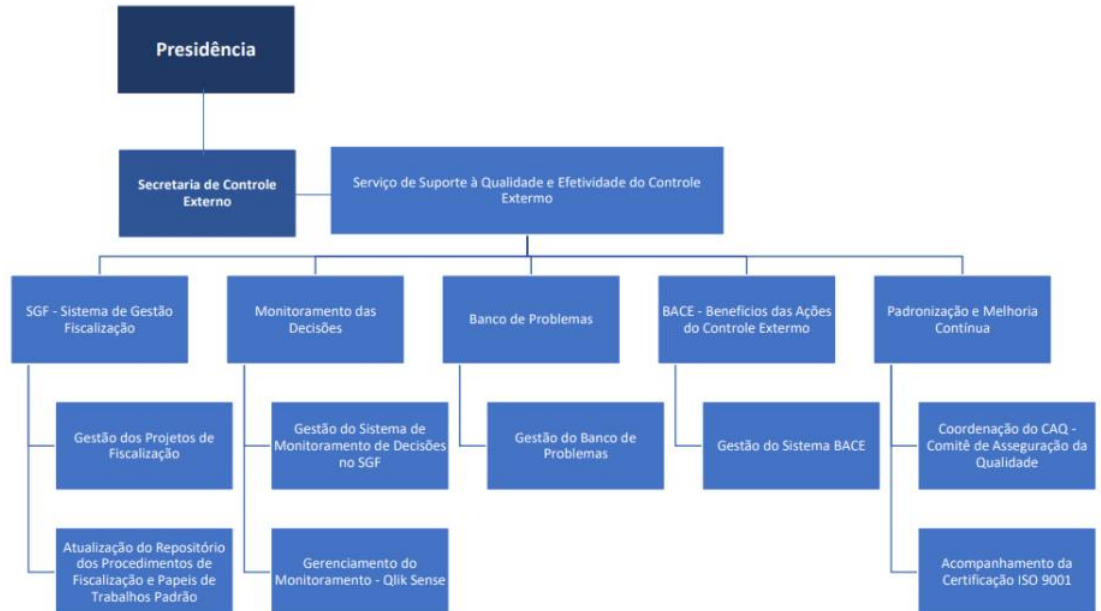 Presidência
Secretaria de Controle
Externo
Serviço de Suporte à Qualidade e Efetividade do Controle
Extermo
SGF - Sistema de Gestão
Fiscalização
Monitoramento das
Decisões
Banco de Problemas
BACE - Benefícios das Ações
do Controle Extermo
Padronização e Melhoria
Contínua
Gestão dos Projetos de
Fiscalização
Gestão do Sistema de
Monitoramento de Decisões
no SGF
Gestão do Banco de
Problemas
Gestão do Sistema BACE
Coordenação do CAQ -
Comitê de Asseguração da
Qualidade
Atualização do Repositório
dos Procedimentos de
Fiscalização e Papeis de
Trabalhos Padrão
Gerenciamento do
Monitoramento - Qlik Sense
Acompanhamento da
Certificação ISO 9001